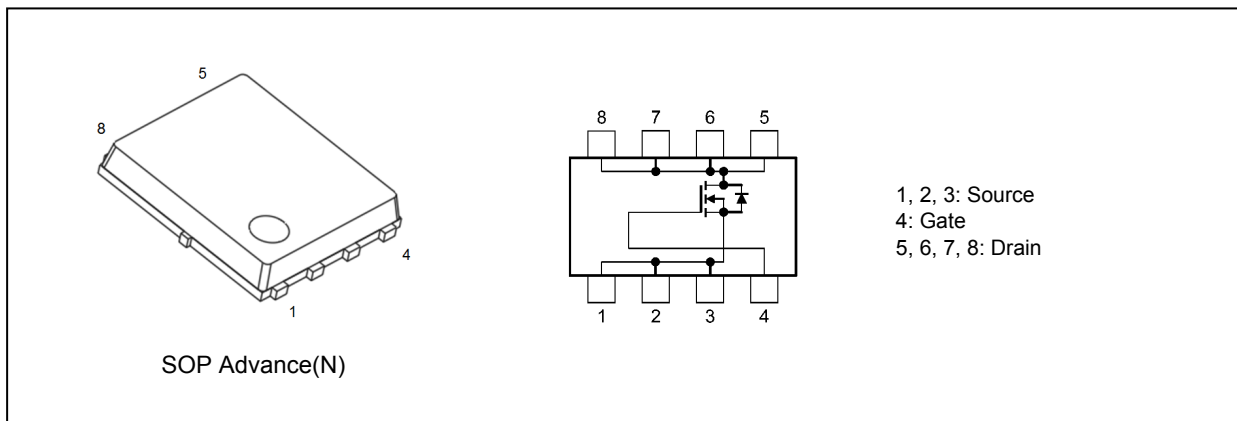 5
8
4
1
SOP Advance(N)
8 7 6 5
1 2 3 4
1, 2, 3: Source
4: Gate
5, 6, 7, 8: Drain